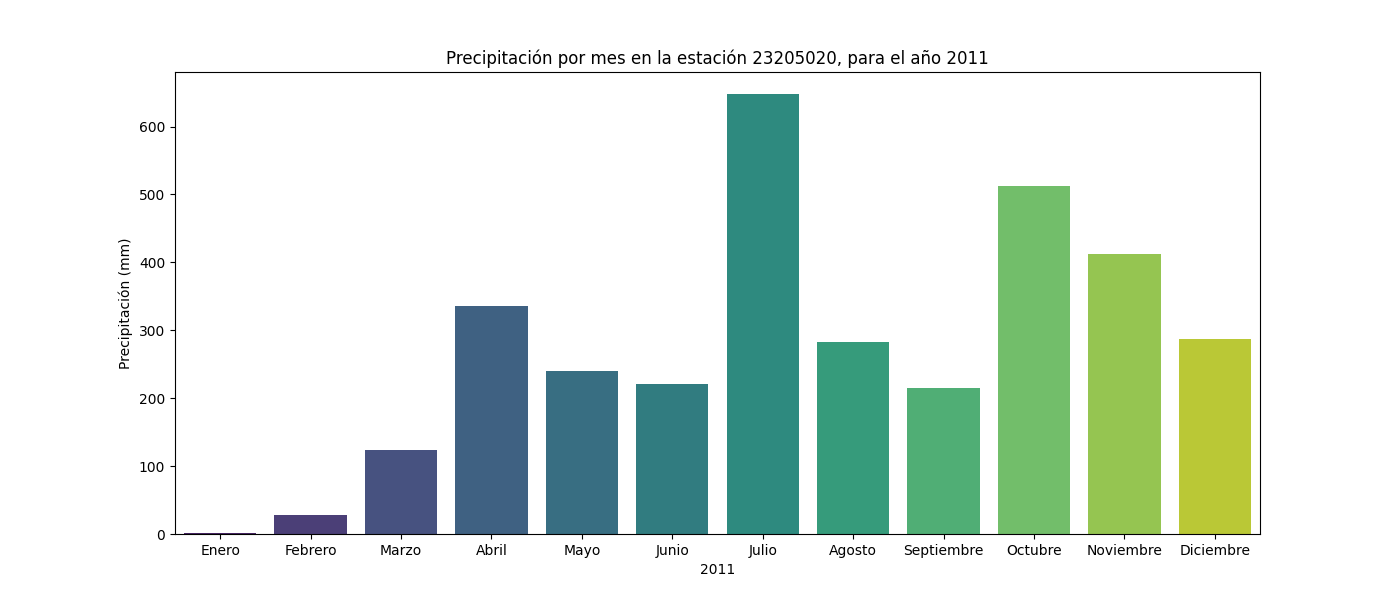 Precipitación por mes en la estación 23205020, para el año 2011
Precipitación (mm)
600
500
400
300
200
100
0
Enero Febrero Marzo Abril Mayo Junio Julio Agosto Septiembre Octubre Noviembre Diciembre
2011